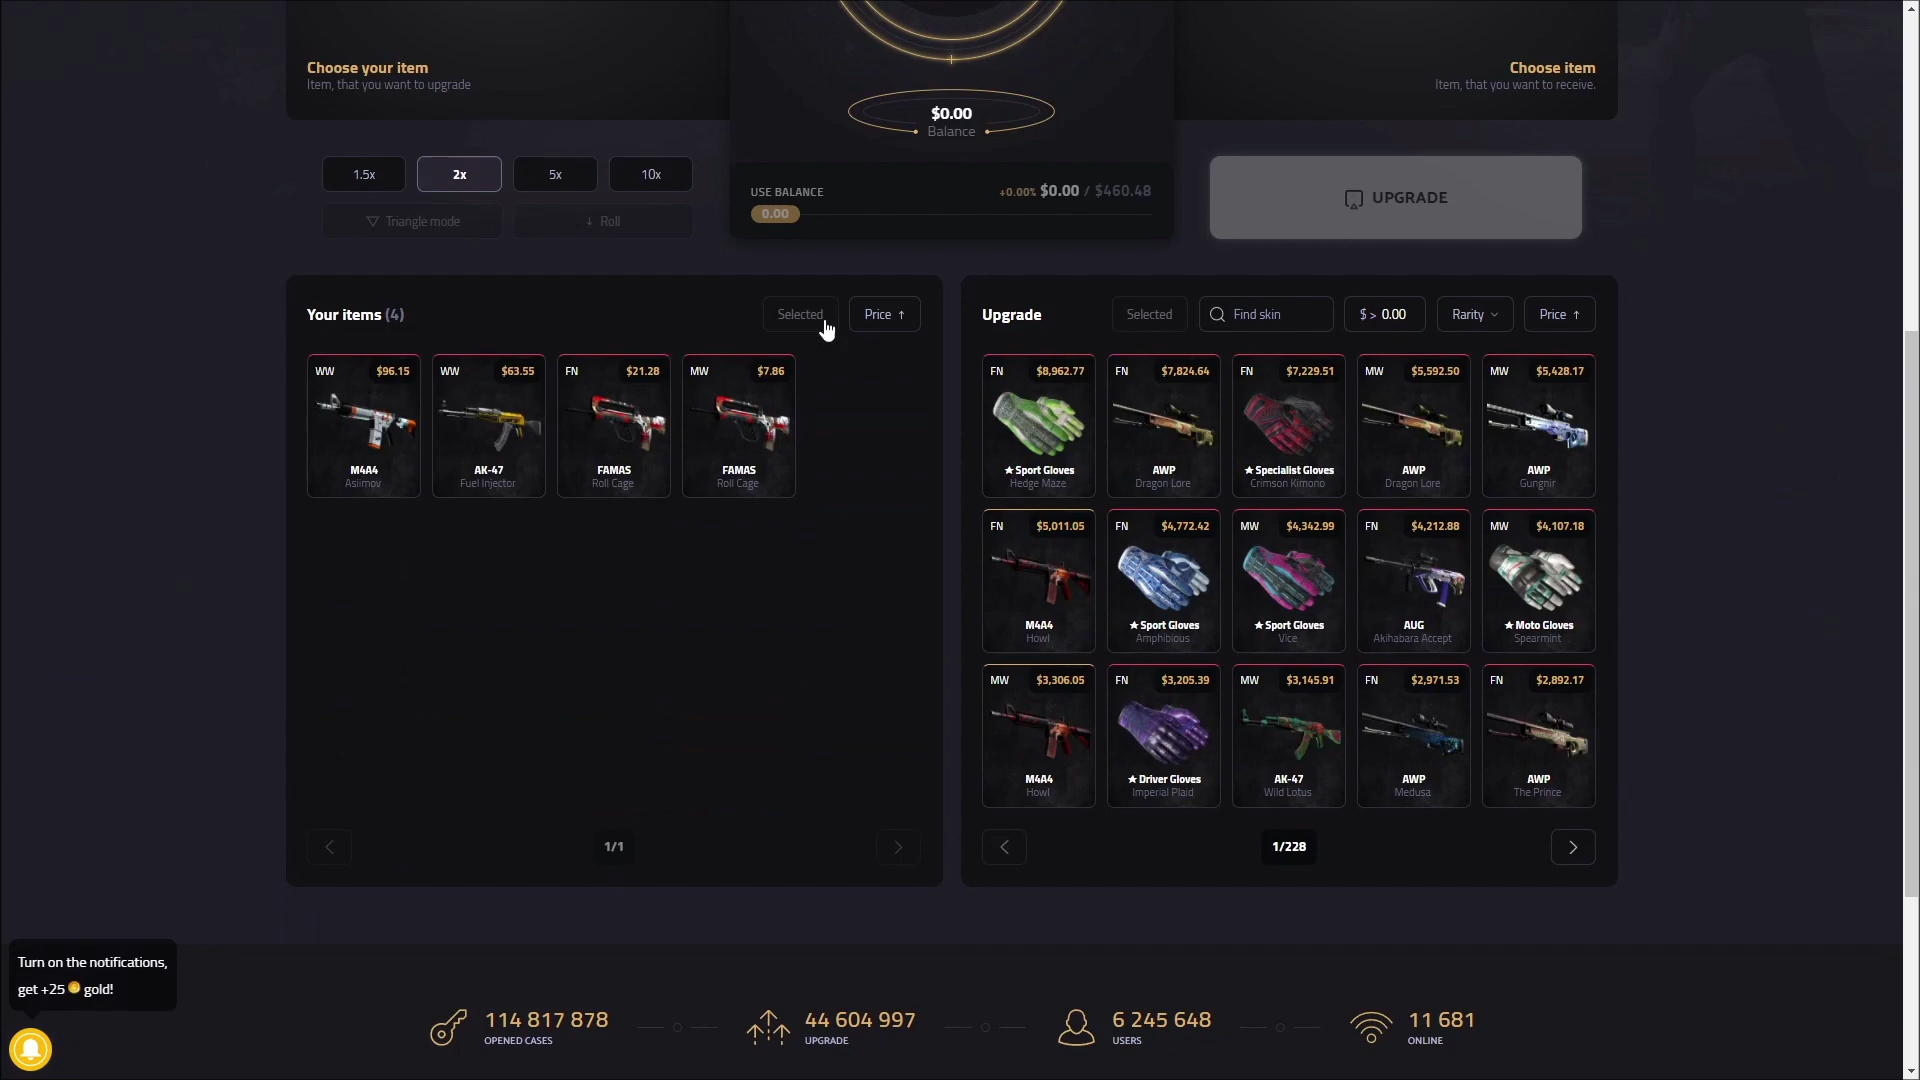 Choose your item
Item, that you want to upgrade
Choose item
Item, that you want to receive.
$0.00
Balance
1.5x
2x
5x
10x
Triangle mode
Roll
USE BALANCE
+0.00% $0.00 / $460.48
0.00
UPGRADE
Your items (4)
Selected
Price ↑
WW $96.15
M4A4
Asiimov
WW $63.55
AK-47
Fuel Injector
FN $21.28
FAMAS
Roll Cage
MW $7.86
FAMAS
Roll Cage
1/1
Upgrade
Selected
Find skin
$ > 0.00
Rarity
Price ↑
FN $8,962.77
★ Sport Gloves
Hedge Maze
FN $7,824.64
AWP
Dragon Lore
FN $7,229.51
★ Specialist Gloves
Crimson Kimono
MW $5,592.50
AWP
Dragon Lore
MW $5,428.17
AWP
Gungnir
FN $5,011.05
M4A4
Howl
FN $4,772.42
★ Sport Gloves
Amphibious
MW $4,342.99
★ Sport Gloves
Vice
FN $4,212.88
AUG
Akihabara Accept
MW $4,107.18
★ Moto Gloves
Spearmint
MW $3,306.05
M4A4
Howl
FN $3,205.39
★ Driver Gloves
Imperial Plaid
MW $3,145.91
AK-47
Wild Lotus
FN $2,971.53
AWP
Medusa
FN $2,892.17
AWP
The Prince
1/228
Turn on the notifications,
get +25 gold!
114 817 878
OPENED CASES
44 604 997
UPGRADE
6 245 648
USERS
11 681
ONLINE